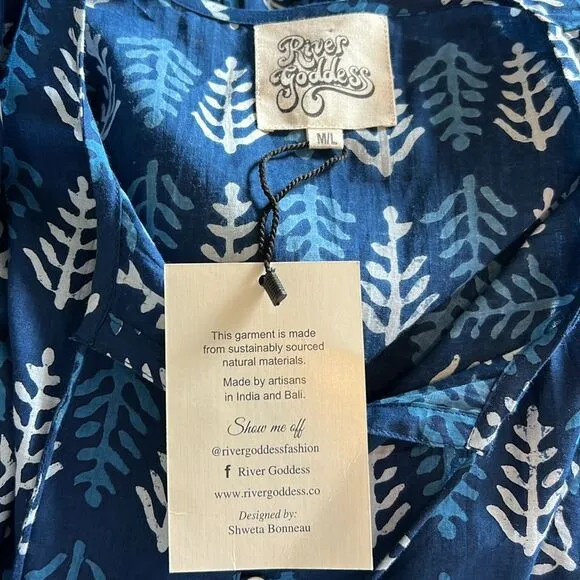 River
Goddess
M/L
This garment is made
from sustainably sourced
natural materials.
Made by artisans
in India and Bali.
Show me off
@rivergoddessfashion
f River Goddess
www.rivergoddess.co
Designed by:
Shweta Bonneau